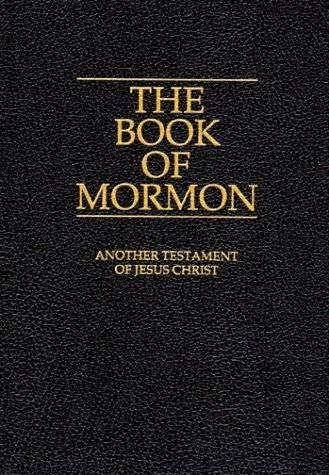 THE
BOOK
OF
MORMON
ANOTHER TESTAMENT
OF JESUS CHRIST